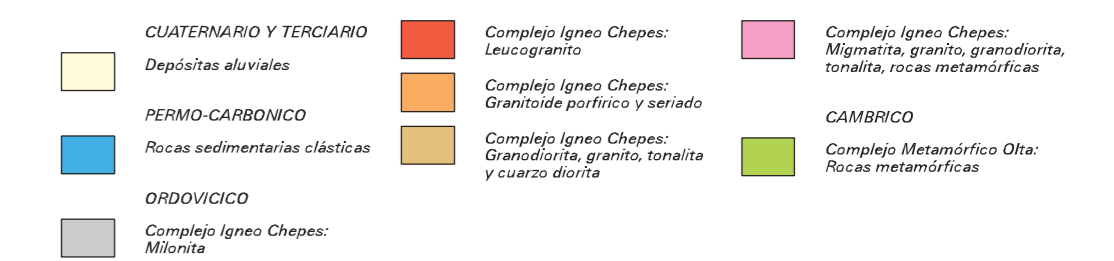 CUATERNARIO Y TERCIARIO
Depósitas aluviales
PERMO-CARBONICO
Rocas sedimentarias clásticas
ORDOVICICO
Complejo Igneo Chepes:
Milonita
Complejo Igneo Chepes:
Leucogranito
Complejo Igneo Chepes:
Granitoide porfírico y seriado
Complejo Igneo Chepes:
Granodiorita, granito, tonalita
y cuarzo diorita
Complejo Igneo Chepes:
Migmatita, granito, granodiorita,
tonalita, rocas metamórficas
CAMBRICO
Complejo Metamórfico Olta:
Rocas metamorficas